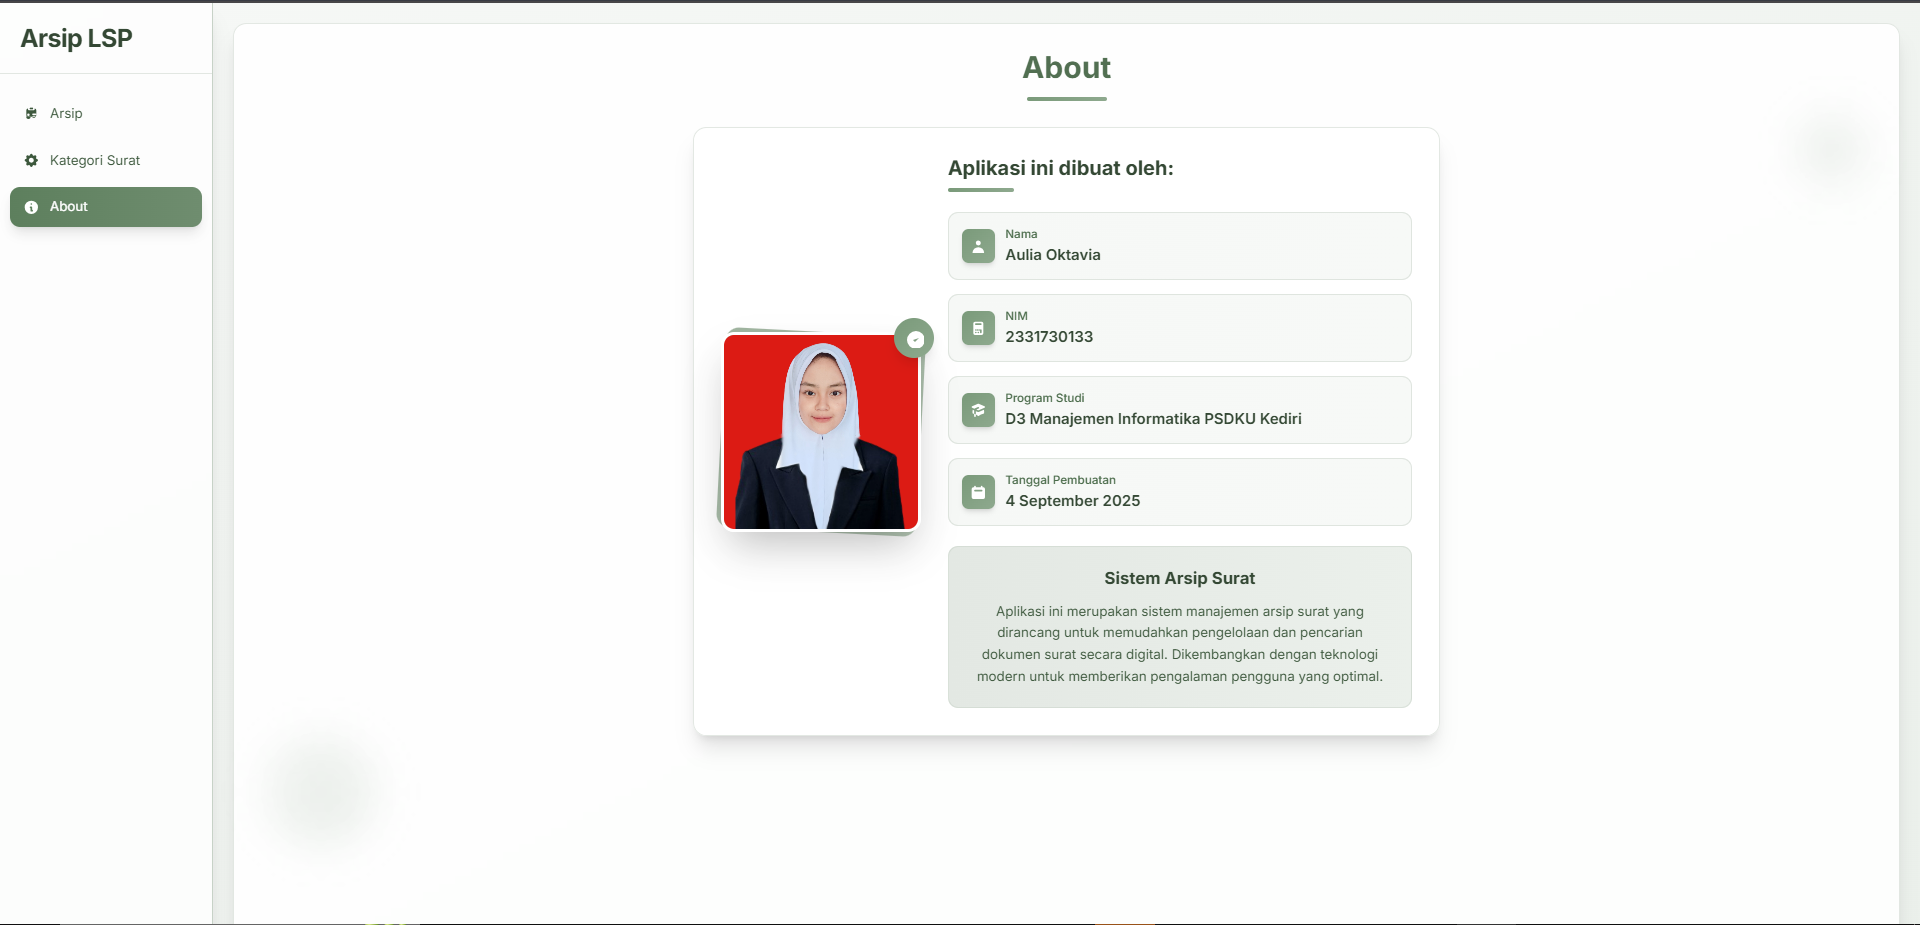 Arsip LSP
Arsip
Kategori Surat
About
About
Aplikasi ini dibuat oleh:
Nama
Aulia Oktavia
NIM
2331730133
Program Studi
D3 Manajemen Informatika PSDKU Kediri
Tanggal Pembuatan
4 September 2025
Sistem Arsip Surat
Aplikasi ini merupakan sistem manajemen arsip surat yang
dirancang untuk memudahkan pengelolaan dan pencarian
dokumen surat secara digital. Dikembangkan dengan teknologi
modern untuk memberikan pengalaman pengguna yang optimal.